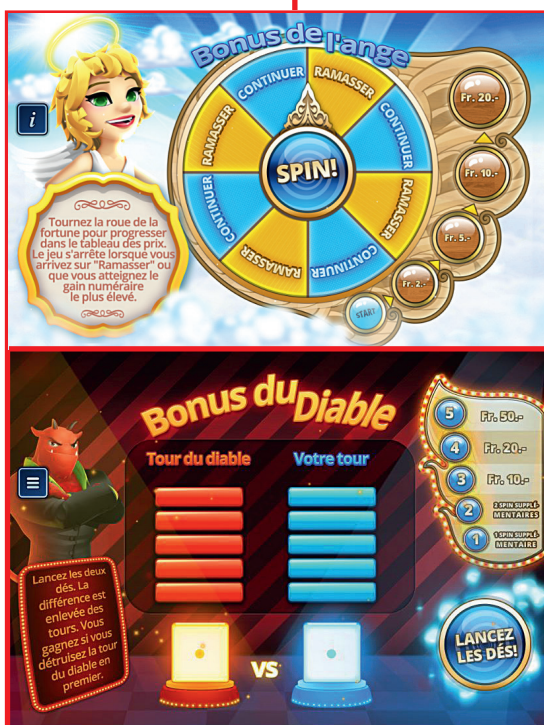 Bonus de l'ange
CONTINUER
RAMASSER
CONTINUER
RAMASSER
CONTINUER
RAMASSER
CONTINUER
RAMASSER
SPIN!
Fr. 20.-
Fr. 10.-
Fr. 5.-
Fr. 2.-
START
i
Tournez la roue de la
fortune pour progresser
dans le tableau des prix.
Le jeu s'arrête lorsque vous
arrivez sur "Ramasser" ou
que vous atteignez le
gain numéraire
le plus élevé.
Bonus du Diable
Tour du diable
Votre tour
5 Fr. 50.-
4 Fr. 20.-
3 Fr. 10.-
2 2 SPIN SUPPLÉ-
MENTAIRES
1 1 SPIN SUPPLÉ-
MENTAIRE
Lancez les deux
dés. La
différence est
enlevée des
tours. Vous
gagnez si vous
détruisez la tour
du diable en
premier.
VS
LANCEZ
LES DÉS!